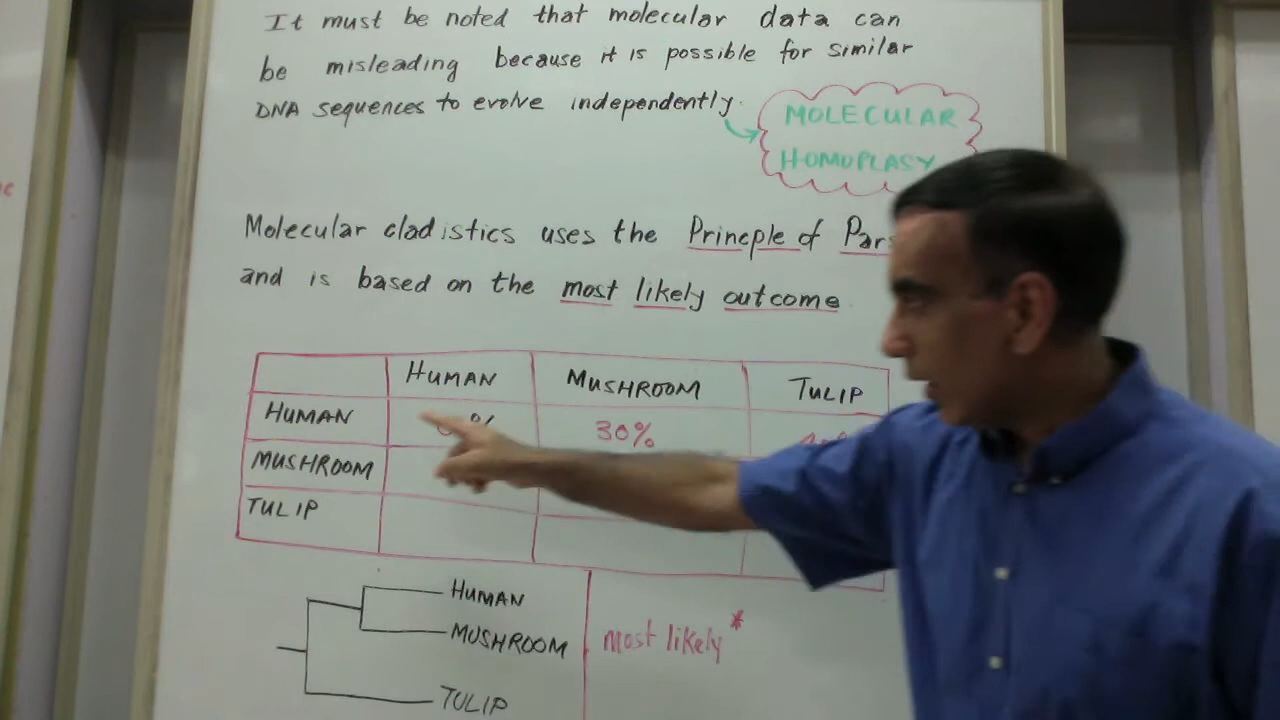 It must be noted that molecular data can
be misleading because it is possible for similar
DNA sequences to evolve independently.
MOLECULAR
HOMOPLASY
Molecular cladistics uses the Principle of
and is based on the most likely outcome
HUMAN MUSHROOM TULIP
HUMAN 30%
MUSHROOM
TULIP
HUMAN
MUSHROOM
TULIP
most likely*